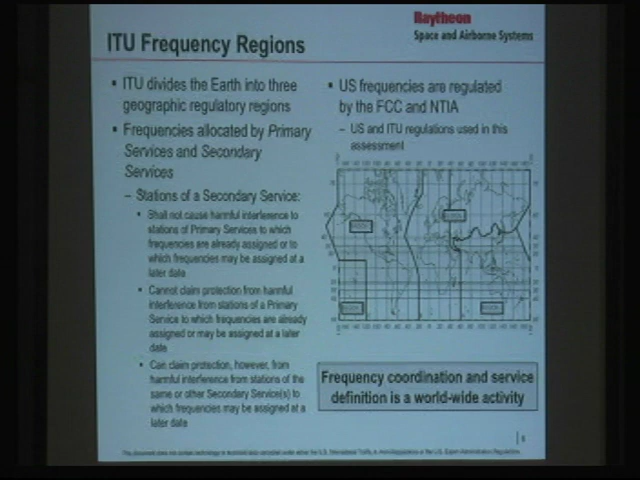 Raytheon
Space and Airborne Systems
ITU Frequency Regions
▪ ITU divides the Earth into three
geographic regulatory regions
▪ Frequencies allocated by Primary
Services and Secondary
Services
– Stations of a Secondary Service:
• Shall not cause harmful interference to
stations of Primary Services to which
frequencies are already assigned or to
which frequencies may be assigned at a
later date
• Cannot claim protection from harmful
interference from stations of a Primary
Service to which frequencies are already
assigned or may be assigned at a later
date
• Can claim protection, however, from
harmful interference from stations of the
same or other Secondary Service(s) to
which frequencies may be assigned at a
later date
▪ US frequencies are regulated
by the FCC and NTIA
– US and ITU regulations used in this
assessment
Frequency coordination and service
definition is a world-wide activity